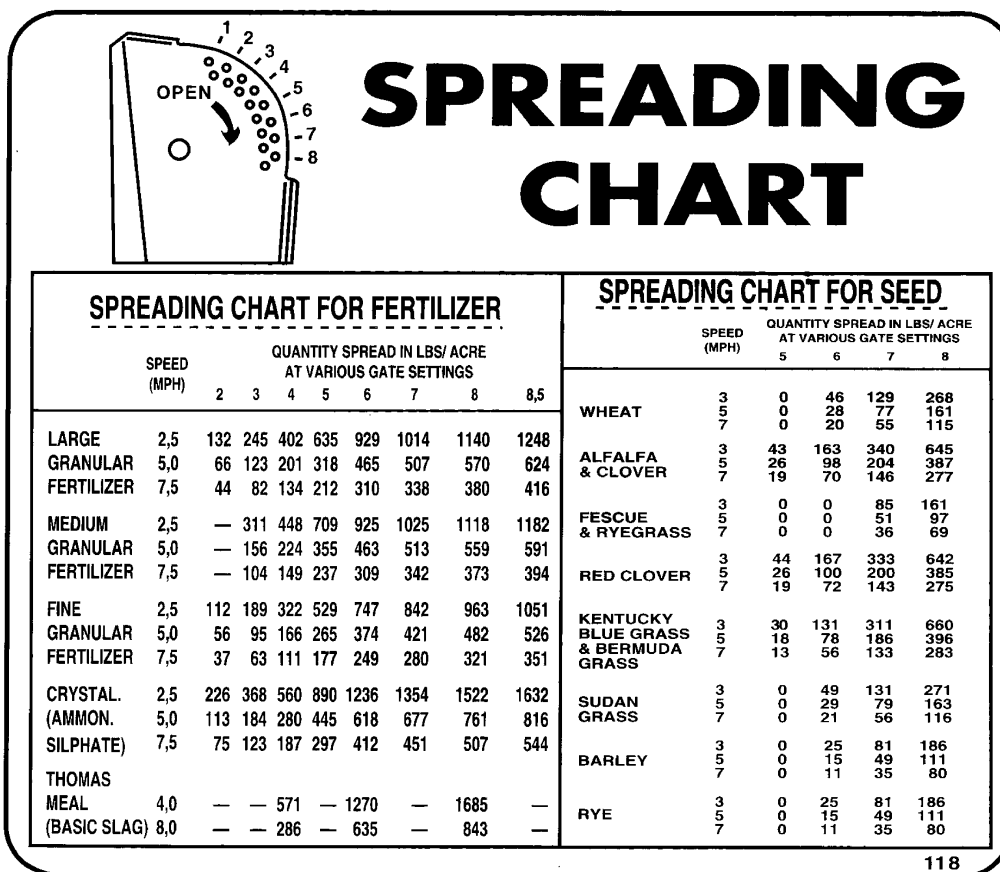 1
2
3
4
5
6
7
8
OPEN
SPREADING
CHART
SPREADING CHART FOR FERTILIZER
SPEED (MPH) QUANTITY SPREAD IN LBS/ ACRE
AT VARIOUS GATE SETTINGS
2 3 4 5 6 7 8 8,5
LARGE 2,5 132 245 402 635 929 1014 1140 1248
GRANULAR 5,0 66 123 201 318 465 507 570 624
FERTILIZER 7,5 44 82 134 212 310 338 380 416
MEDIUM 2,5 — 311 448 709 925 1025 1118 1182
GRANULAR 5,0 — 156 224 355 463 513 559 591
FERTILIZER 7,5 — 104 149 237 309 342 373 394
FINE 2,5 112 189 322 529 747 842 963 1051
GRANULAR 5,0 56 95 166 265 374 421 482 526
FERTILIZER 7,5 37 63 111 177 249 280 321 351
CRYSTAL. 2,5 226 368 560 890 1236 1354 1522 1632
(AMMON. 5,0 113 184 280 445 618 677 761 816
SILPHATE) 7,5 75 123 187 297 412 451 507 544
THOMAS
MEAL 4,0 — — 571 — 1270 — 1685 —
(BASIC SLAG) 8,0 — — 286 — 635 — 843 —
SPREADING CHART FOR SEED
SPEED (MPH) QUANTITY SPREAD IN LBS/ ACRE
AT VARIOUS GATE SETTINGS
5 6 7 8
WHEAT
3 0 46 129 268
5 0 28 77 161
7 0 20 55 115
ALFALFA
& CLOVER
3 43 163 340 645
5 26 98 204 387
7 19 70 146 277
FESCUE
& RYEGRASS
3 0 0 85 161
5 0 0 51 97
7 0 0 36 69
RED CLOVER
3 44 167 333 642
5 26 100 200 385
7 19 72 143 275
KENTUCKY
BLUE GRASS
& BERMUDA
GRASS
3 30 131 311 660
5 18 78 186 396
7 13 56 133 283
SUDAN
GRASS
3 0 49 131 271
5 0 29 79 163
7 0 21 56 116
BARLEY
3 0 25 81 186
5 0 15 49 111
7 0 11 35 80
RYE
3 0 25 81 186
5 0 15 49 111
7 0 11 35 80
118